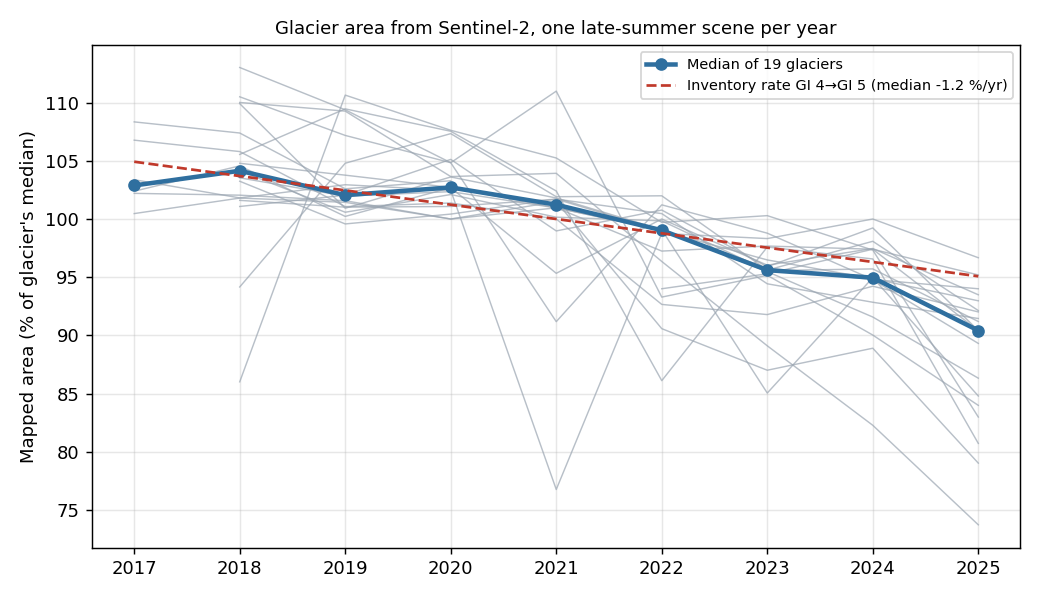 Glacier area from Sentinel-2, one late-summer scene per year
Median of 19 glaciers
Inventory rate GI 4→GI 5 (median -1.2 %/yr)
Mapped area (% of glacier's median)
110
105
100
95
90
85
80
75
2017 2018 2019 2020 2021 2022 2023 2024 2025